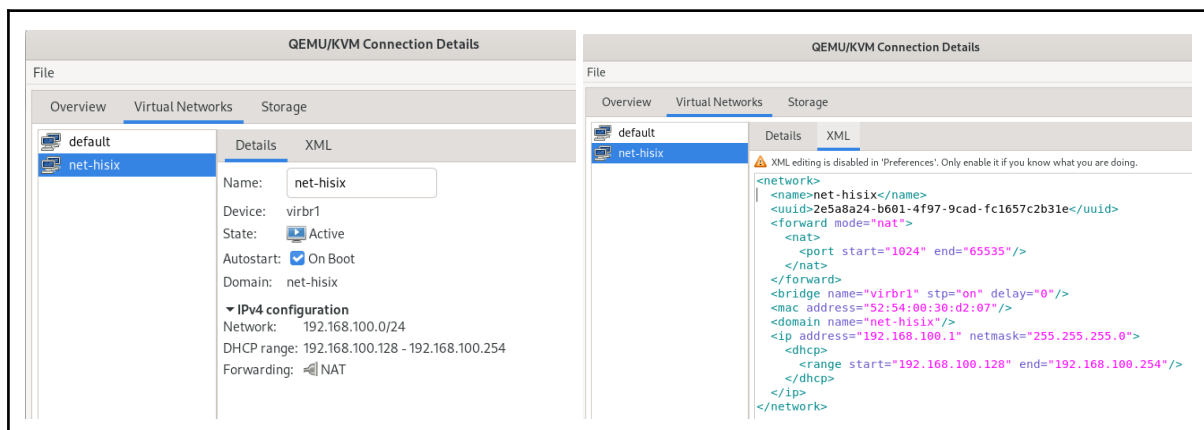 QEMU/KVM Connection Details
File
Overview Virtual Networks Storage
default
net-hisix
Details XML
Name: net-hisix
Device: virbr1
State: Active
Autostart: On Boot
Domain: net-hisix
IPv4 configuration
Network: 192.168.100.0/24
DHCP range: 192.168.100.128 - 192.168.100.254
Forwarding: NAT
QEMU/KVM Connection Details
File
Overview Virtual Networks Storage
default
net-hisix
Details XML
XML editing is disabled in 'Preferences'. Only enable it if you know what you are doing.
<network>
  <name>net-hisix</name>
  <uuid>2e5a8a24-b601-4f97-9cad-fc1657c2b31e</uuid>
  <forward mode="nat">
    <nat>
      <port start="1024" end="65535"/>
    </nat>
  </forward>
  <bridge name="virbr1" stp="on" delay="0"/>
  <mac address="52:54:00:30:d2:07"/>
  <domain name="net-hisix"/>
  <ip address="192.168.100.1" netmask="255.255.255.0">
    <dhcp>
      <range start="192.168.100.128" end="192.168.100.254"/>
    </dhcp>
  </ip>
</network>